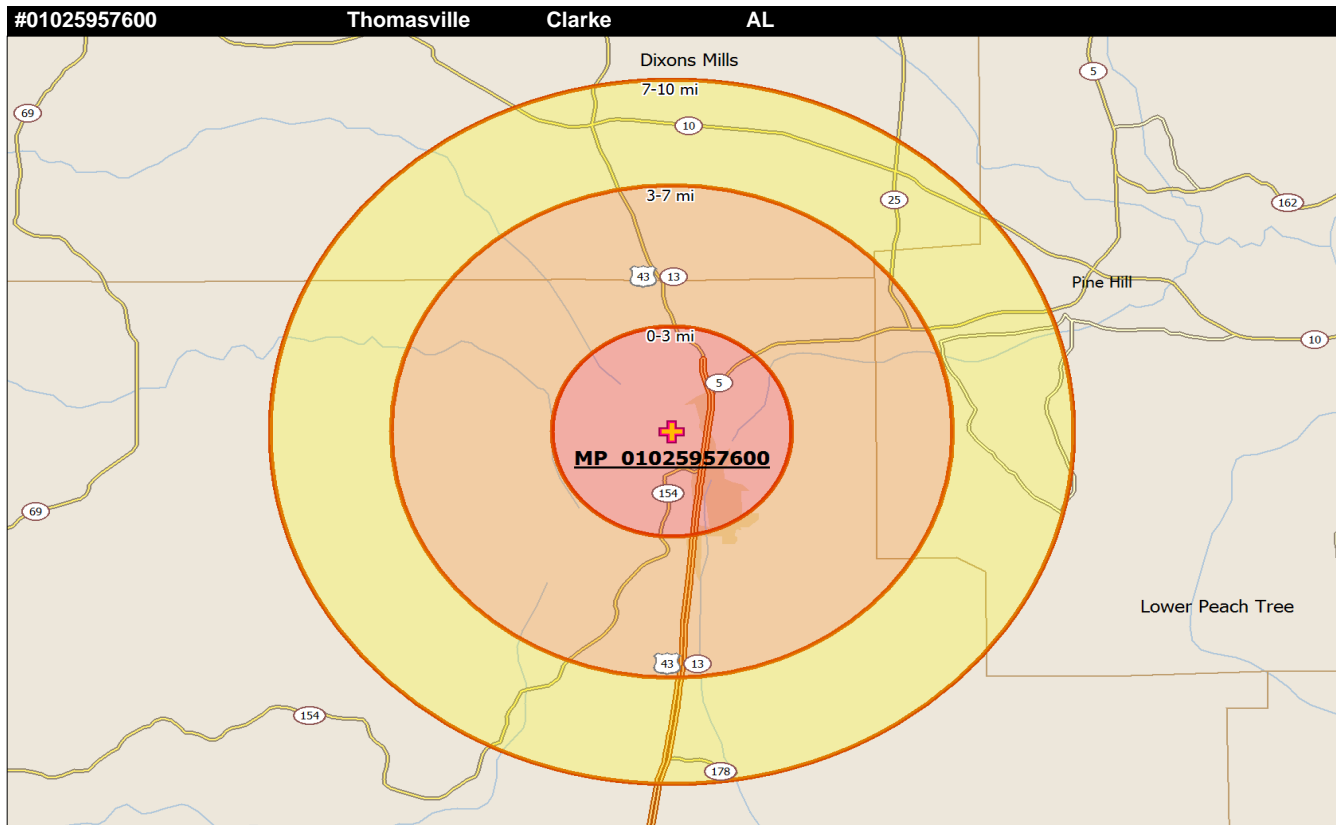 #01025957600 Thomasville Clarke AL
Dixons Mills
5
7-10 mi
69
10
3-7 mi
25
162
43 13
Pine Hill
0-3 mi
10
5
MP 01025957600
154
69
Lower Peach Tree
43 13
154
178